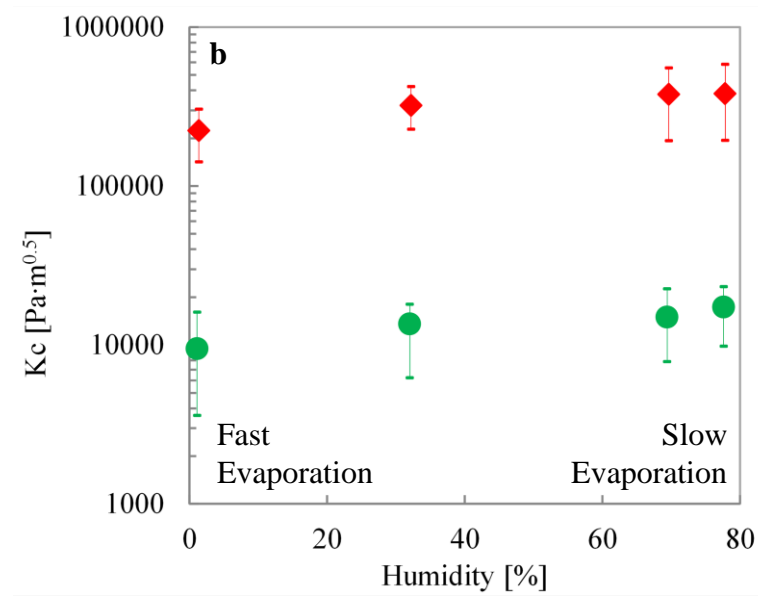 1000000
b
100000
10000
1000
Kc [Pa·m0.5]
Fast
Evaporation
Slow
Evaporation
0
20
40
60
80
Humidity [%]